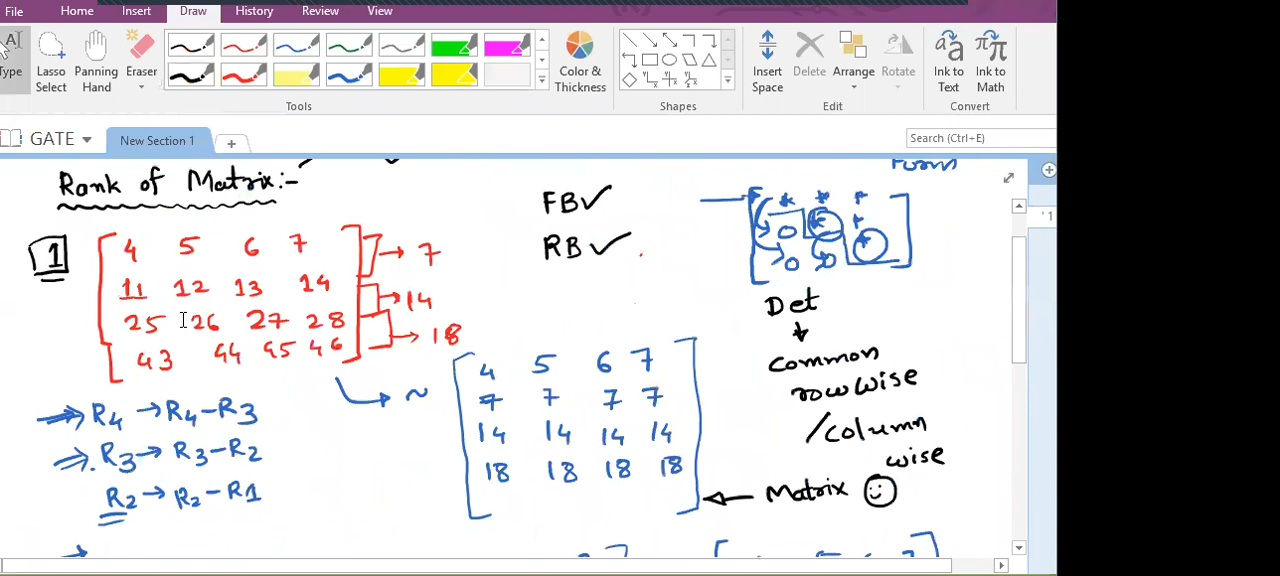 File Home Insert Draw History Review View
Type
Lasso Select
Panning Hand
Eraser
Color & Thickness
Insert Space
Delete
Arrange
Rotate
Ink to Text
Ink to Math
Tools
Shapes
Edit
Convert
GATE
New Section 1
+
Search (Ctrl+E)
Form
Rank of Matrix:-
FB✓
RB✓
1
4 5 6 7 → 7
11 12 13 14 → 14
25 26 27 28 → 18
43 44 45 46
~
4 5 6 7
7 7 7 7
14 14 14 14
18 18 18 18
⇒ R4 → R4-R3
⇒ R3 → R3-R2
R2 → R2-R1
* * *
0 * *
0 0 *
Det
↓
Common
rowwise
/column
wise
← Matrix ☺